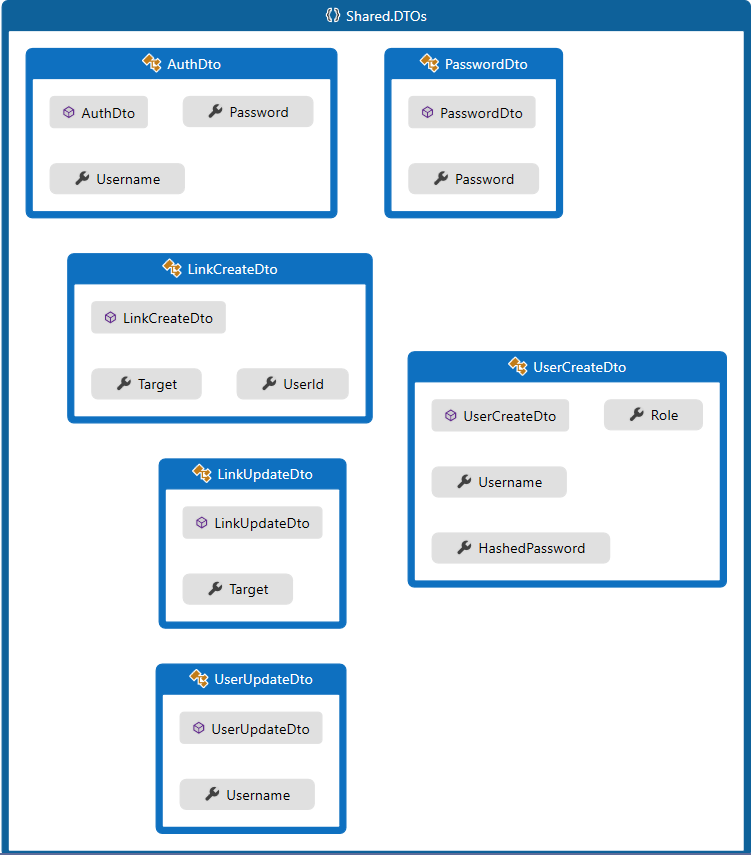 Shared.DTOs
AuthDto
AuthDto
Password
Username
PasswordDto
PasswordDto
Password
LinkCreateDto
LinkCreateDto
Target
UserId
UserCreateDto
UserCreateDto
Role
Username
HashedPassword
LinkUpdateDto
LinkUpdateDto
Target
UserUpdateDto
UserUpdateDto
Username